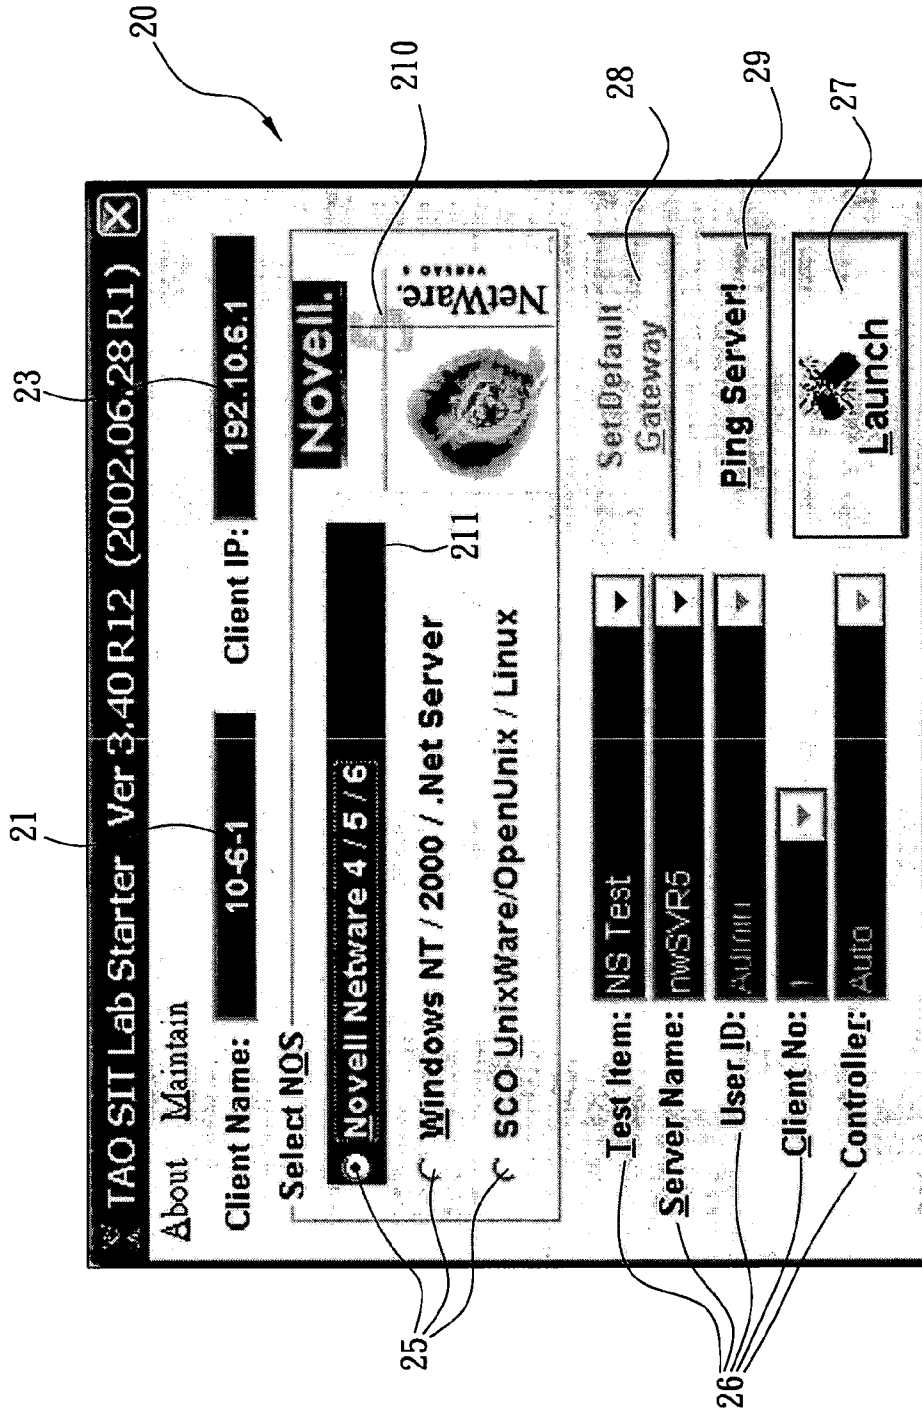 20
21
23
TAO SIT Lab Starter Ver 3.40 R12 (2002.06.28 R1)
About Maintain
Client Name: 10-6-1 Client IP: 192.10.6.1
Select NOS
Novell Netware 4 / 5 / 6
Windows NT / 2000 / .Net Server
SCO UnixWare/OpenUnix / Linux
Novell.
NetWare.
VERSÃO 5
210
211
25
Test Item: NS Test
Server Name: nwSVR5
User ID: Admin
Client No: 1
Controller: Auto
26
Set Default
Gateway
28
Ping Server!
29
Launch
27